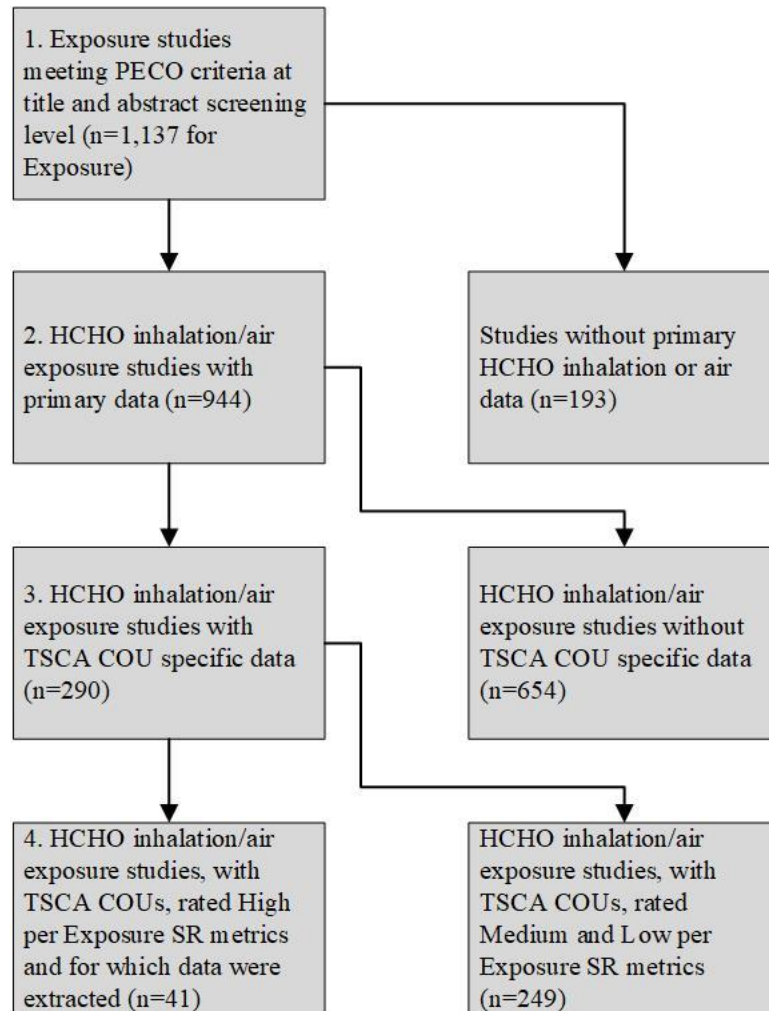 1. Exposure studies
meeting PECO criteria at
title and abstract screening
level (n=1,137 for
Exposure)
2. HCHO inhalation/air
exposure studies with
primary data (n=944)
Studies without primary
HCHO inhalation or air
data (n=193)
3. HCHO inhalation/air
exposure studies with
TSCA COU specific data
(n=290)
HCHO inhalation/air
exposure studies without
TSCA COU specific data
(n=654)
4. HCHO inhalation/air
exposure studies, with
TSCA COUs, rated High
per Exposure SR metrics
and for which data were
extracted (n=41)
HCHO inhalation/air
exposure studies, with
TSCA COUs, rated
Medium and Low per
Exposure SR metrics
(n=249)